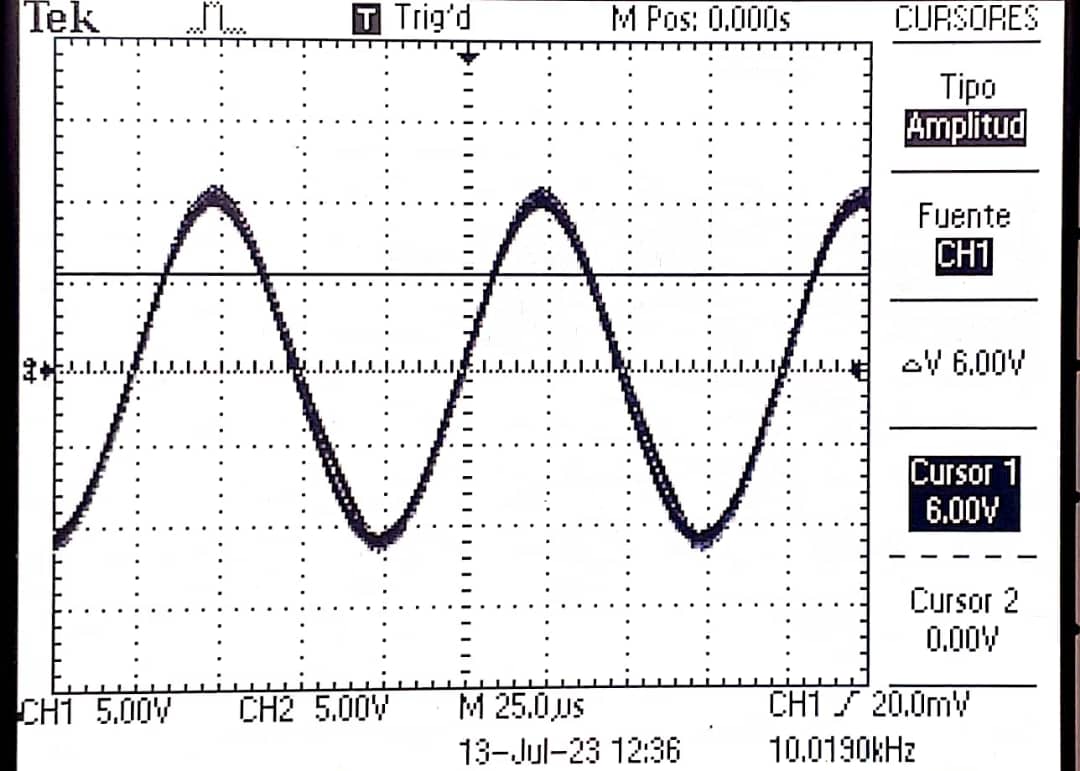 Tek T Trig'd M Pos: 0.000s CURSORES
Tipo
Amplitud
Fuente
CH1
△V 6.00V
Cursor 1
6.00V
Cursor 2
0.00V
CH1 5.00V CH2 5.00V M 25.0µs CH1 20.0mV
13-Jul-23 12:36 10.0190kHz